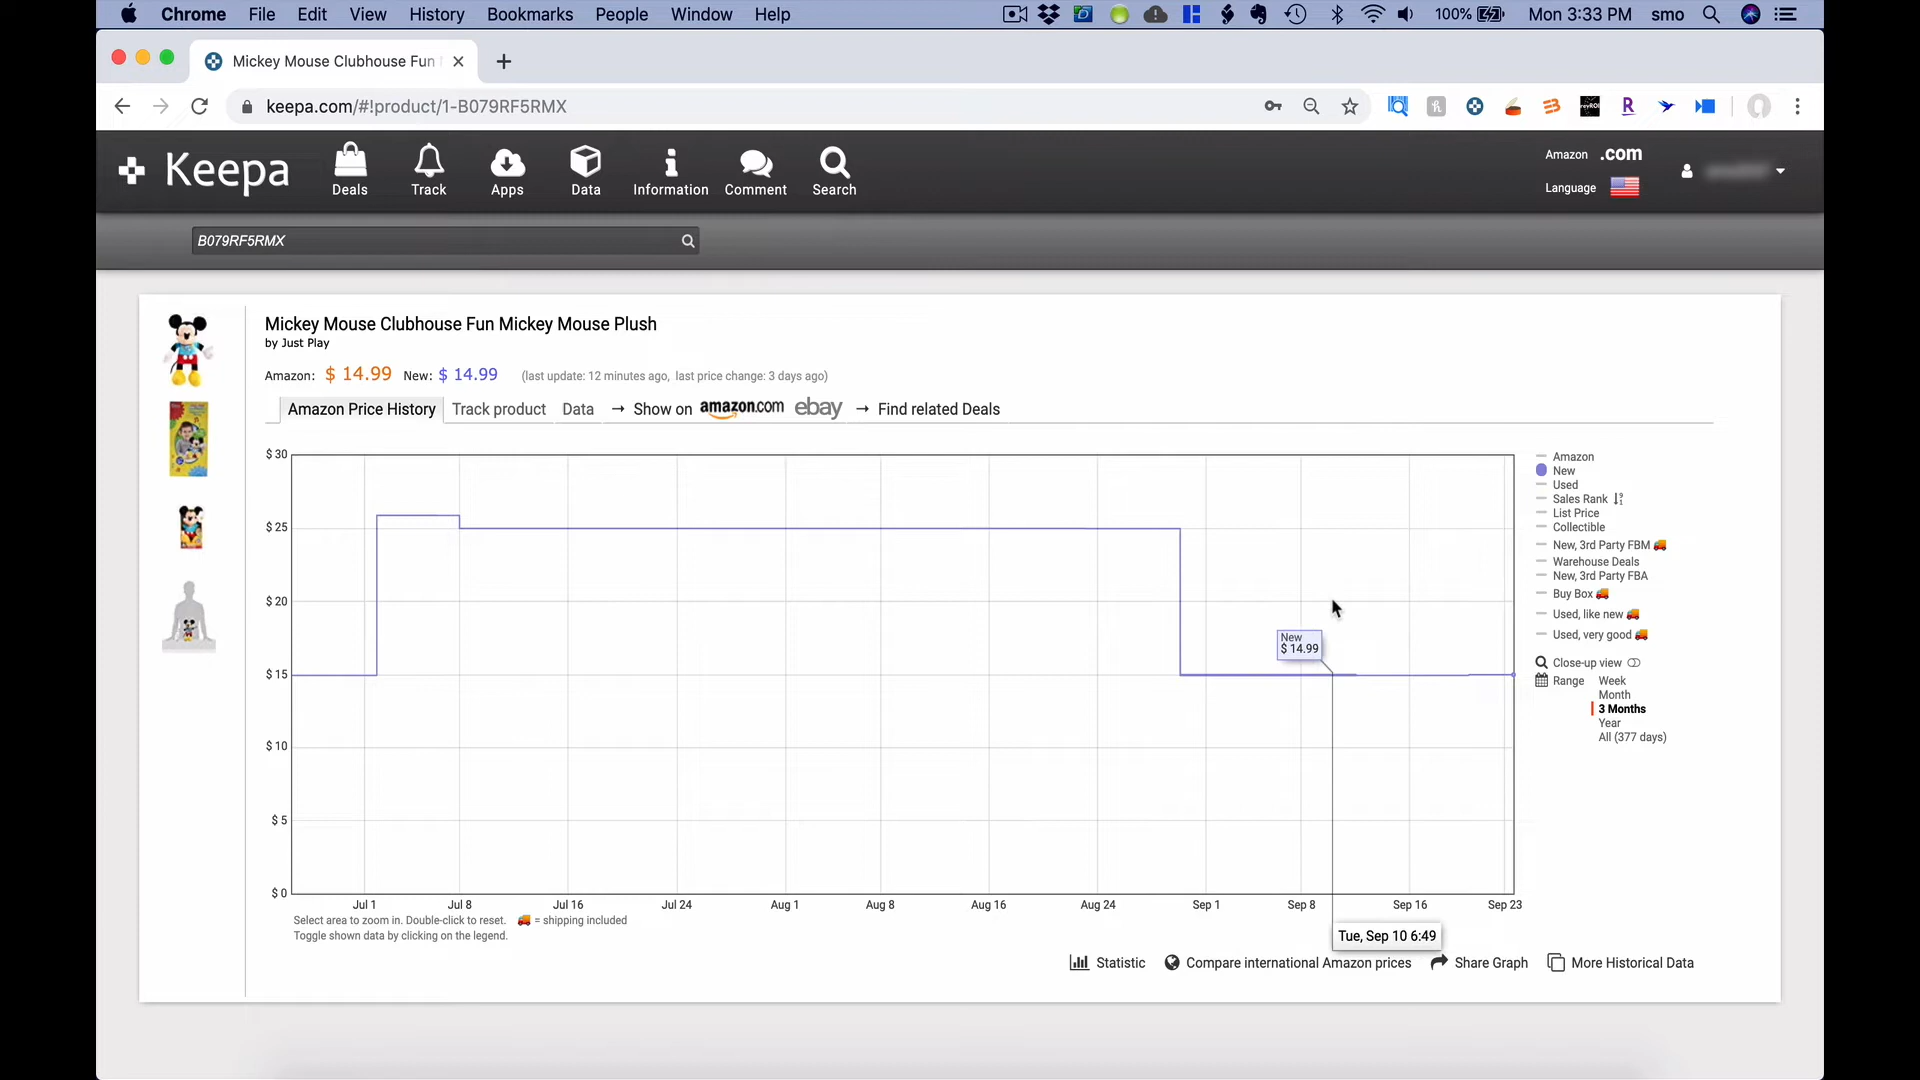 Chrome File Edit View History Bookmarks People Window Help 100% Mon 3:33 PM smo
Mickey Mouse Clubhouse Fun
keepa.com/#!product/1-B079RF5RMX
Keepa Deals Track Apps Data Information Comment Search
Amazon .com
Language
B079RF5RMX
Mickey Mouse Clubhouse Fun Mickey Mouse Plush
by Just Play
Amazon: $ 14.99 New: $ 14.99 (last update: 12 minutes ago, last price change: 3 days ago)
Amazon Price History Track product Data → Show on amazon.com ebay → Find related Deals
$ 30
$ 25
$ 20
$ 15
$ 10
$ 5
$ 0
New
$ 14.99
Jul 1 Jul 8 Jul 16 Jul 24 Aug 1 Aug 8 Aug 16 Aug 24 Sep 1 Sep 8 Sep 16 Sep 23
Tue, Sep 10 6:49
Amazon
New
Used
Sales Rank
List Price
Collectible
New, 3rd Party FBM
Warehouse Deals
New, 3rd Party FBA
Buy Box
Used, like new
Used, very good
Close-up view
Range Week
Month
3 Months
Year
All (377 days)
Select area to zoom in. Double-click to reset. = shipping included
Toggle shown data by clicking on the legend.
Statistic Compare international Amazon prices Share Graph More Historical Data